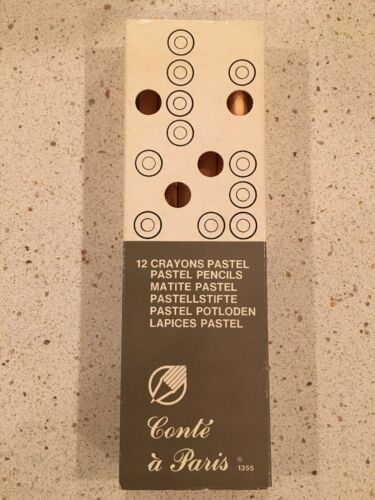 12 CRAYONS PASTEL
PASTEL PENCILS
MATITE PASTEL
PASTELLSTIFTE
PASTEL POTLODEN
LAPICES PASTEL
Conté
à Paris ® 1355